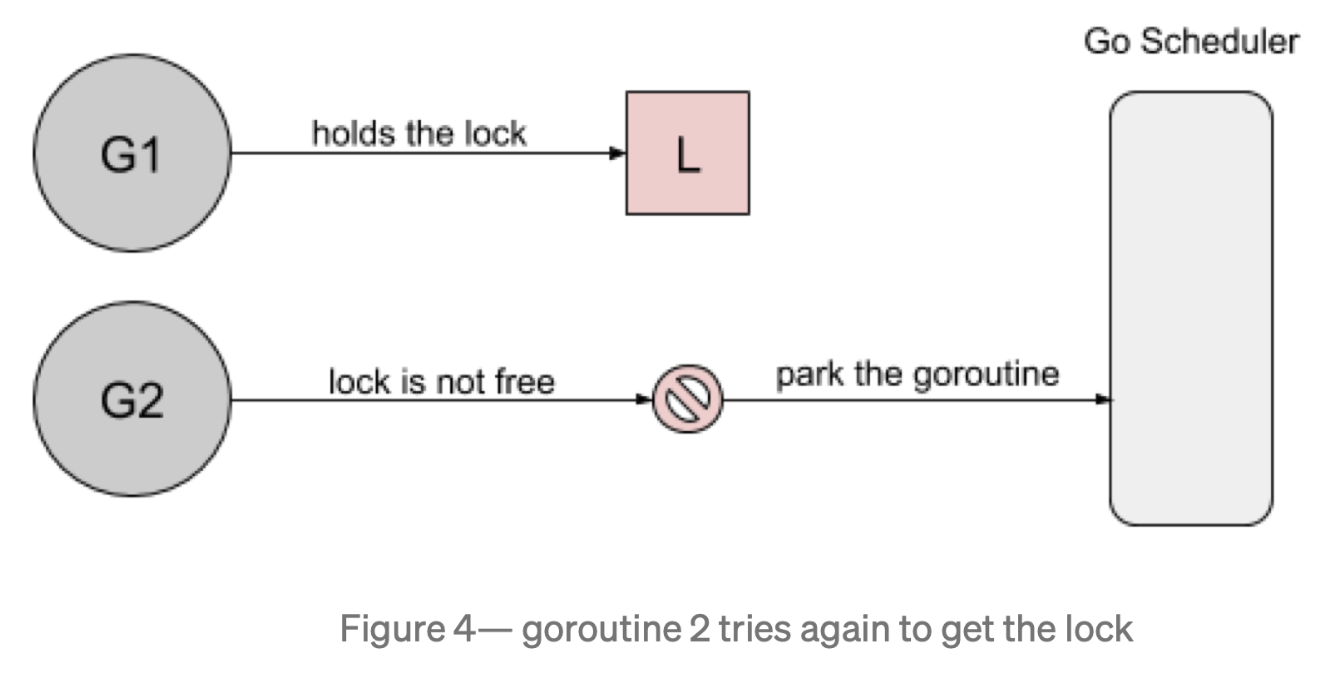 Go Scheduler
G1
holds the lock
L
G2
lock is not free
park the goroutine
Figure 4— goroutine 2 tries again to get the lock